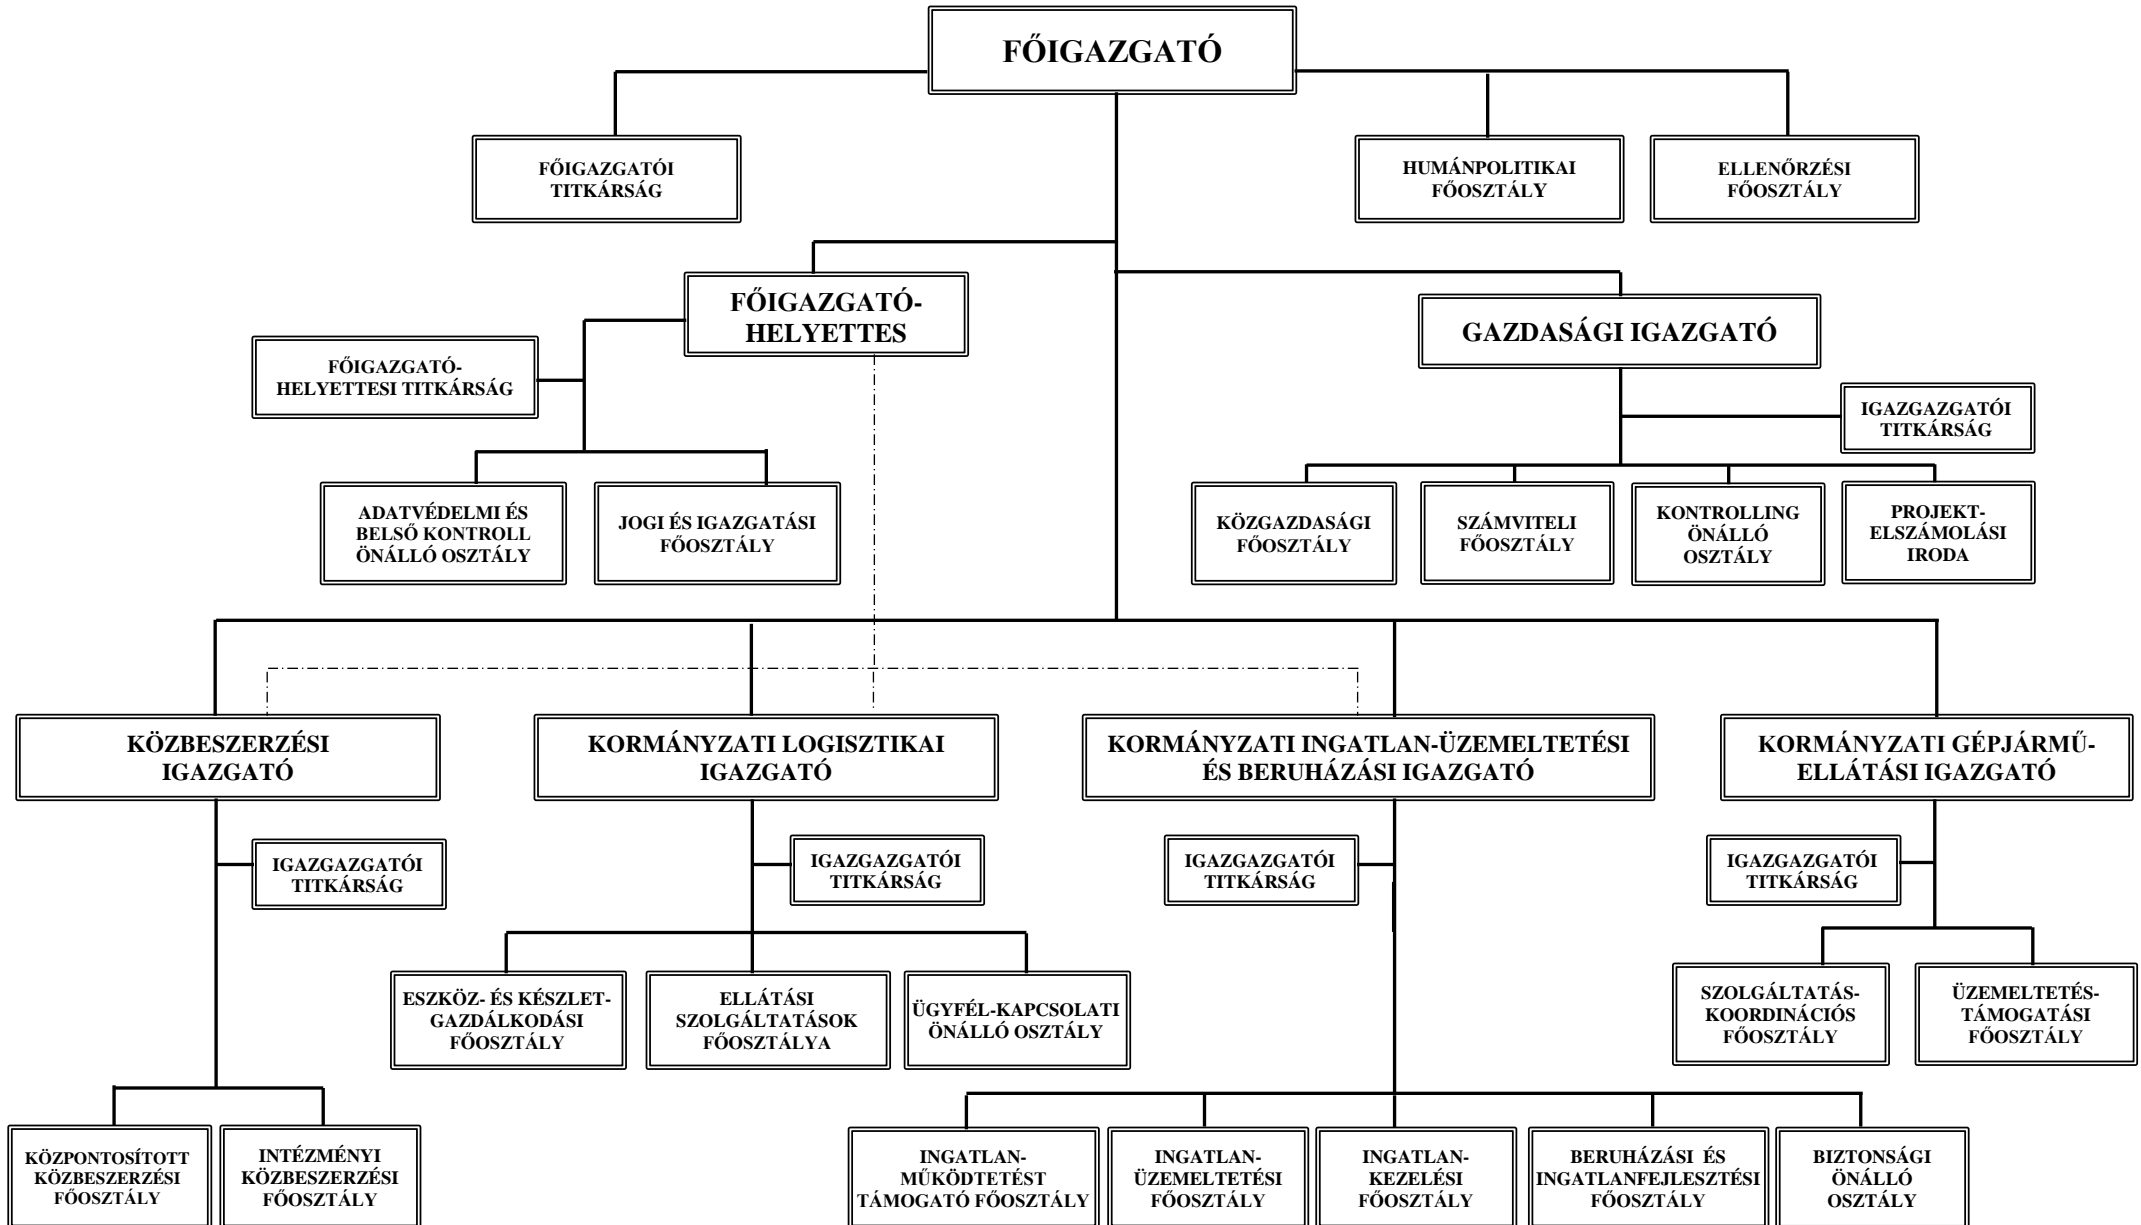 FŐIGAZGATÓ
FŐIGAZGATÓI
TITKÁRSÁG
HUMÁNPOLITIKAI
FŐOSZTÁLY
ELLENŐRZÉSI
FŐOSZTÁLY
FŐIGAZGATÓ-
HELYETTES
GAZDASÁGI IGAZGATÓ
FŐIGAZGATÓ-
HELYETTESI TITKÁRSÁG
IGAZGAZGATÓI
TITKÁRSÁG
ADATVÉDELMI ÉS
BELSŐ KONTROLL
ÖNÁLLÓ OSZTÁLY
JOGI ÉS IGAZGATÁSI
FŐOSZTÁLY
KÖZGAZDASÁGI
FŐOSZTÁLY
SZÁMVITELI
FŐOSZTÁLY
KONTROLLING
ÖNÁLLÓ
OSZTÁLY
PROJEKT-
ELSZÁMOLÁSI
IRODA
KÖZBESZERZÉSI
IGAZGATÓ
KORMÁNYZATI LOGISZTIKAI
IGAZGATÓ
KORMÁNYZATI INGATLAN-ÜZEMELTETÉSI
ÉS BERUHÁZÁSI IGAZGATÓ
KORMÁNYZATI GÉPJÁRMŰ-
ELLÁTÁSI IGAZGATÓ
IGAZGAZGATÓI
TITKÁRSÁG
IGAZGAZGATÓI
TITKÁRSÁG
IGAZGAZGATÓI
TITKÁRSÁG
IGAZGAZGATÓI
TITKÁRSÁG
ESZKÖZ- ÉS KÉSZLET-
GAZDÁLKODÁSI
FŐOSZTÁLY
ELLÁTÁSI
SZOLGÁLTATÁSOK
FŐOSZTÁLYA
ÜGYFÉL-KAPCSOLATI
ÖNÁLLÓ OSZTÁLY
SZOLGÁLTATÁS-
KOORDINÁCIÓS
FŐOSZTÁLY
ÜZEMELTETÉS-
TÁMOGATÁSI
FŐOSZTÁLY
KÖZPONTOSÍTOTT
KÖZBESZERZÉSI
FŐOSZTÁLY
INTÉZMÉNYI
KÖZBESZERZÉSI
FŐOSZTÁLY
INGATLAN-
MŰKÖDTETÉST
TÁMOGATÓ FŐOSZTÁLY
INGATLAN-
ÜZEMELTETÉSI
FŐOSZTÁLY
INGATLAN-
KEZELÉSI
FŐOSZTÁLY
BERUHÁZÁSI ÉS
INGATLANFEJLESZTÉSI
FŐOSZTÁLY
BIZTONSÁGI
ÖNÁLLÓ
OSZTÁLY